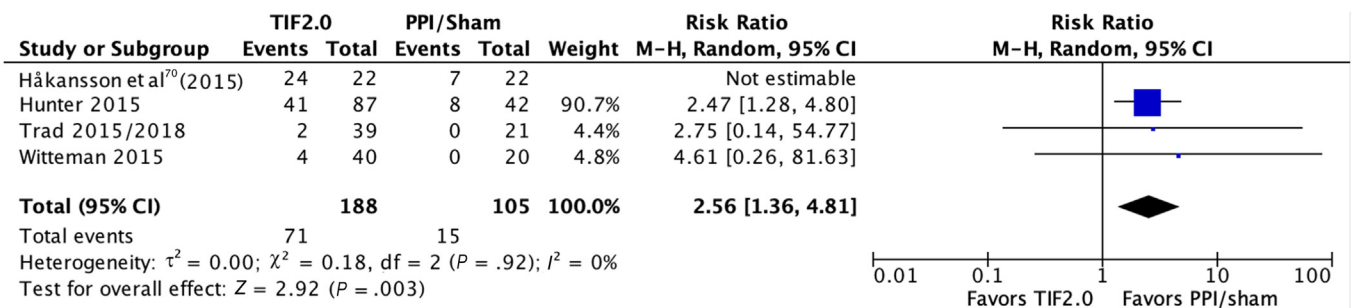 TIF2.0 PPI/Sham Risk Ratio Risk Ratio
Study or Subgroup Events Total Events Total Weight M-H, Random, 95% CI M-H, Random, 95% CI
Håkansson et al⁷⁰ (2015) 24 22 7 22 Not estimable
Hunter 2015 41 87 8 42 90.7% 2.47 [1.28, 4.80]
Trad 2015/2018 2 39 0 21 4.4% 2.75 [0.14, 54.77]
Witteman 2015 4 40 0 20 4.8% 4.61 [0.26, 81.63]
Total (95% CI) 188 105 100.0% 2.56 [1.36, 4.81]
Total events 71 15
Heterogeneity: τ² = 0.00; χ² = 0.18, df = 2 (P = .92); I² = 0%
Test for overall effect: Z = 2.92 (P = .003)
0.01 0.1 1 10 100
Favors TIF2.0 Favors PPI/sham